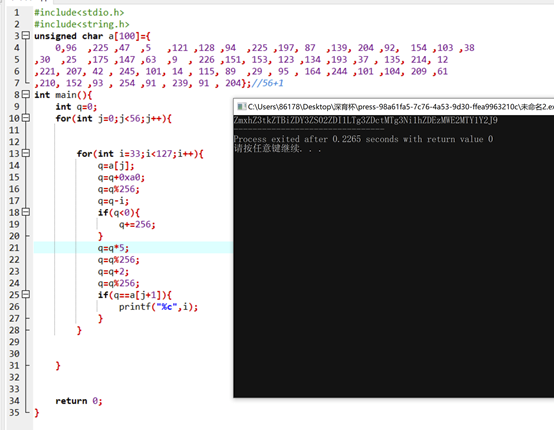 1 #include<stdio.h>
2 #include<string.h>
3 unsigned char a[100]={
4 0,96 ,225 ,47 ,5 ,121 ,128 ,94 ,225 ,197, 87 ,139, 204 ,92, 154 ,103 ,38
5 ,30 ,25 ,175 ,147 ,63 ,9 , 226 ,151, 153, 123 ,134 ,193 ,37 , 135, 214, 12
6 ,221, 207, 42 , 245, 101, 14 , 115, 89 ,29 , 95 , 164 ,244 ,101 ,104, 209 ,61
7 ,210, 152 ,93 , 254 ,91 , 239, 91 , 204};//56+1
8 int main(){
9 int q=0;
10 for(int j=0;j<56;j++){
11
12
13 for(int i=33;i<127;i++){
14 q=a[j];
15 q=q+0xa0;
16 q=q%256;
17 q=q-i;
18 if(q<0){
19 q+=256;
20 }
21 q=q*5;
22 q=q%256;
23 q=q+2;
24 q=q%256;
25 if(q==a[j+1]){
26 printf("%c",i);
27 }
28 }
29
30
31 }
32
33
34 return 0;
35 }
C:\Users\86178\Desktop\深育杯\press-98a61fa5-7c76-4a53-9d30-ffea9963210c\未命名2.ex
ZmxhZ3tkZTBiZDY3ZS02ZDI1LTg3ZDctMTg3Ni1hZDEzMWE2MTY1Y2J9
--------------------------------
Process exited after 0.2265 seconds with return value 0
请按任意键继续. . .